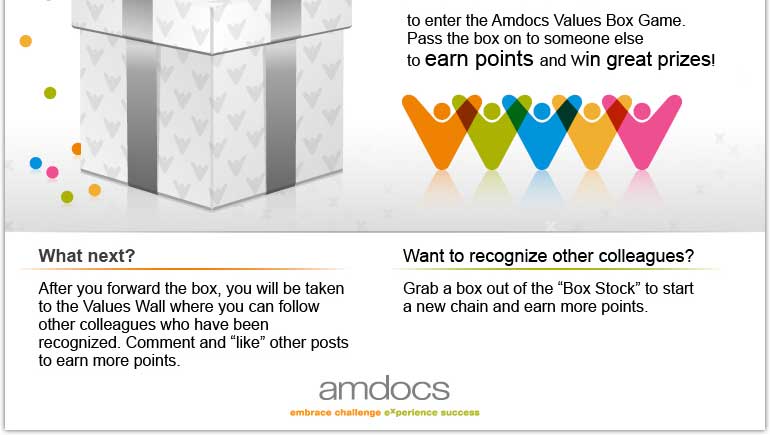 to enter the Amdocs Values Box Game.
Pass the box on to someone else
to earn points and win great prizes!
What next?
After you forward the box, you will be taken
to the Values Wall where you can follow
other colleagues who have been
recognized. Comment and “like” other posts
to earn more points.
Want to recognize other colleagues?
Grab a box out of the “Box Stock” to start
a new chain and earn more points.
amdocs
embrace challenge experience success